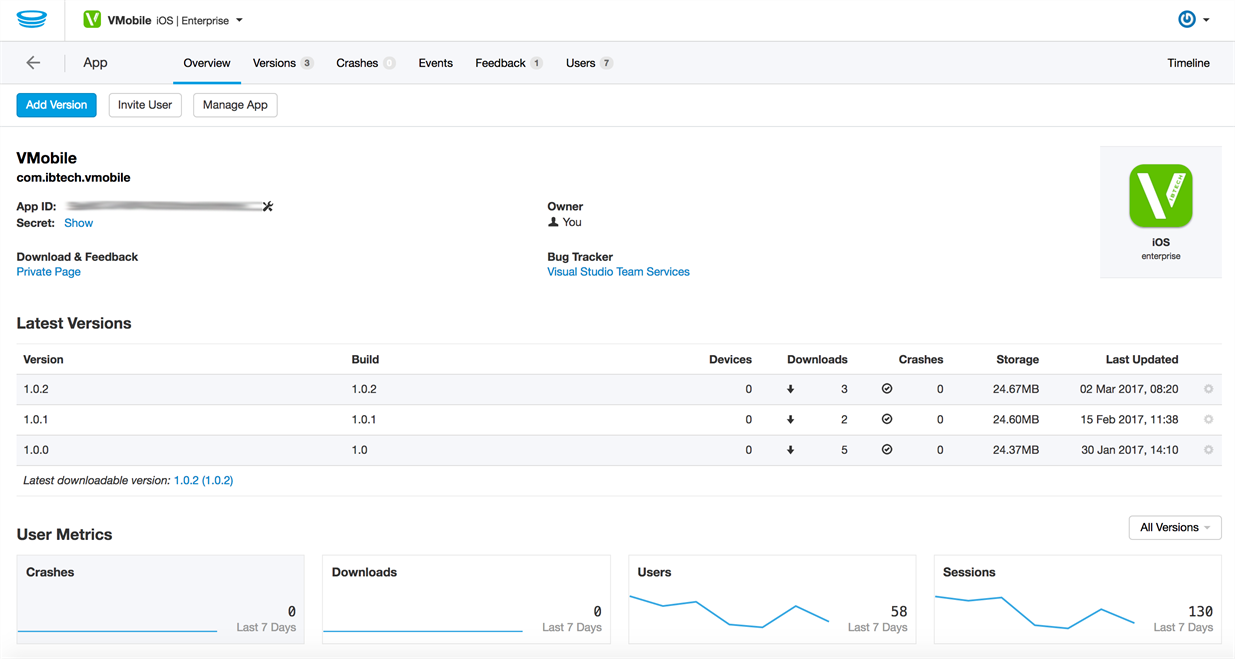 VMobile iOS | Enterprise
App Overview Versions 3 Crashes 0 Events Feedback 1 Users 7 Timeline
Add Version Invite User Manage App
VMobile
com.ibtech.vmobile
App ID:
Secret: Show
Owner
You
Download & Feedback
Private Page
Bug Tracker
Visual Studio Team Services
IBTECH
iOS
enterprise
Latest Versions
Version Build Devices Downloads Crashes Storage Last Updated
1.0.2 1.0.2 0 3 0 24.67MB 02 Mar 2017, 08:20
1.0.1 1.0.1 0 2 0 24.60MB 15 Feb 2017, 11:38
1.0.0 1.0 0 5 0 24.37MB 30 Jan 2017, 14:10
Latest downloadable version: 1.0.2 (1.0.2)
User Metrics
All Versions
Crashes
0
Last 7 Days
Downloads
0
Last 7 Days
Users
58
Last 7 Days
Sessions
130
Last 7 Days